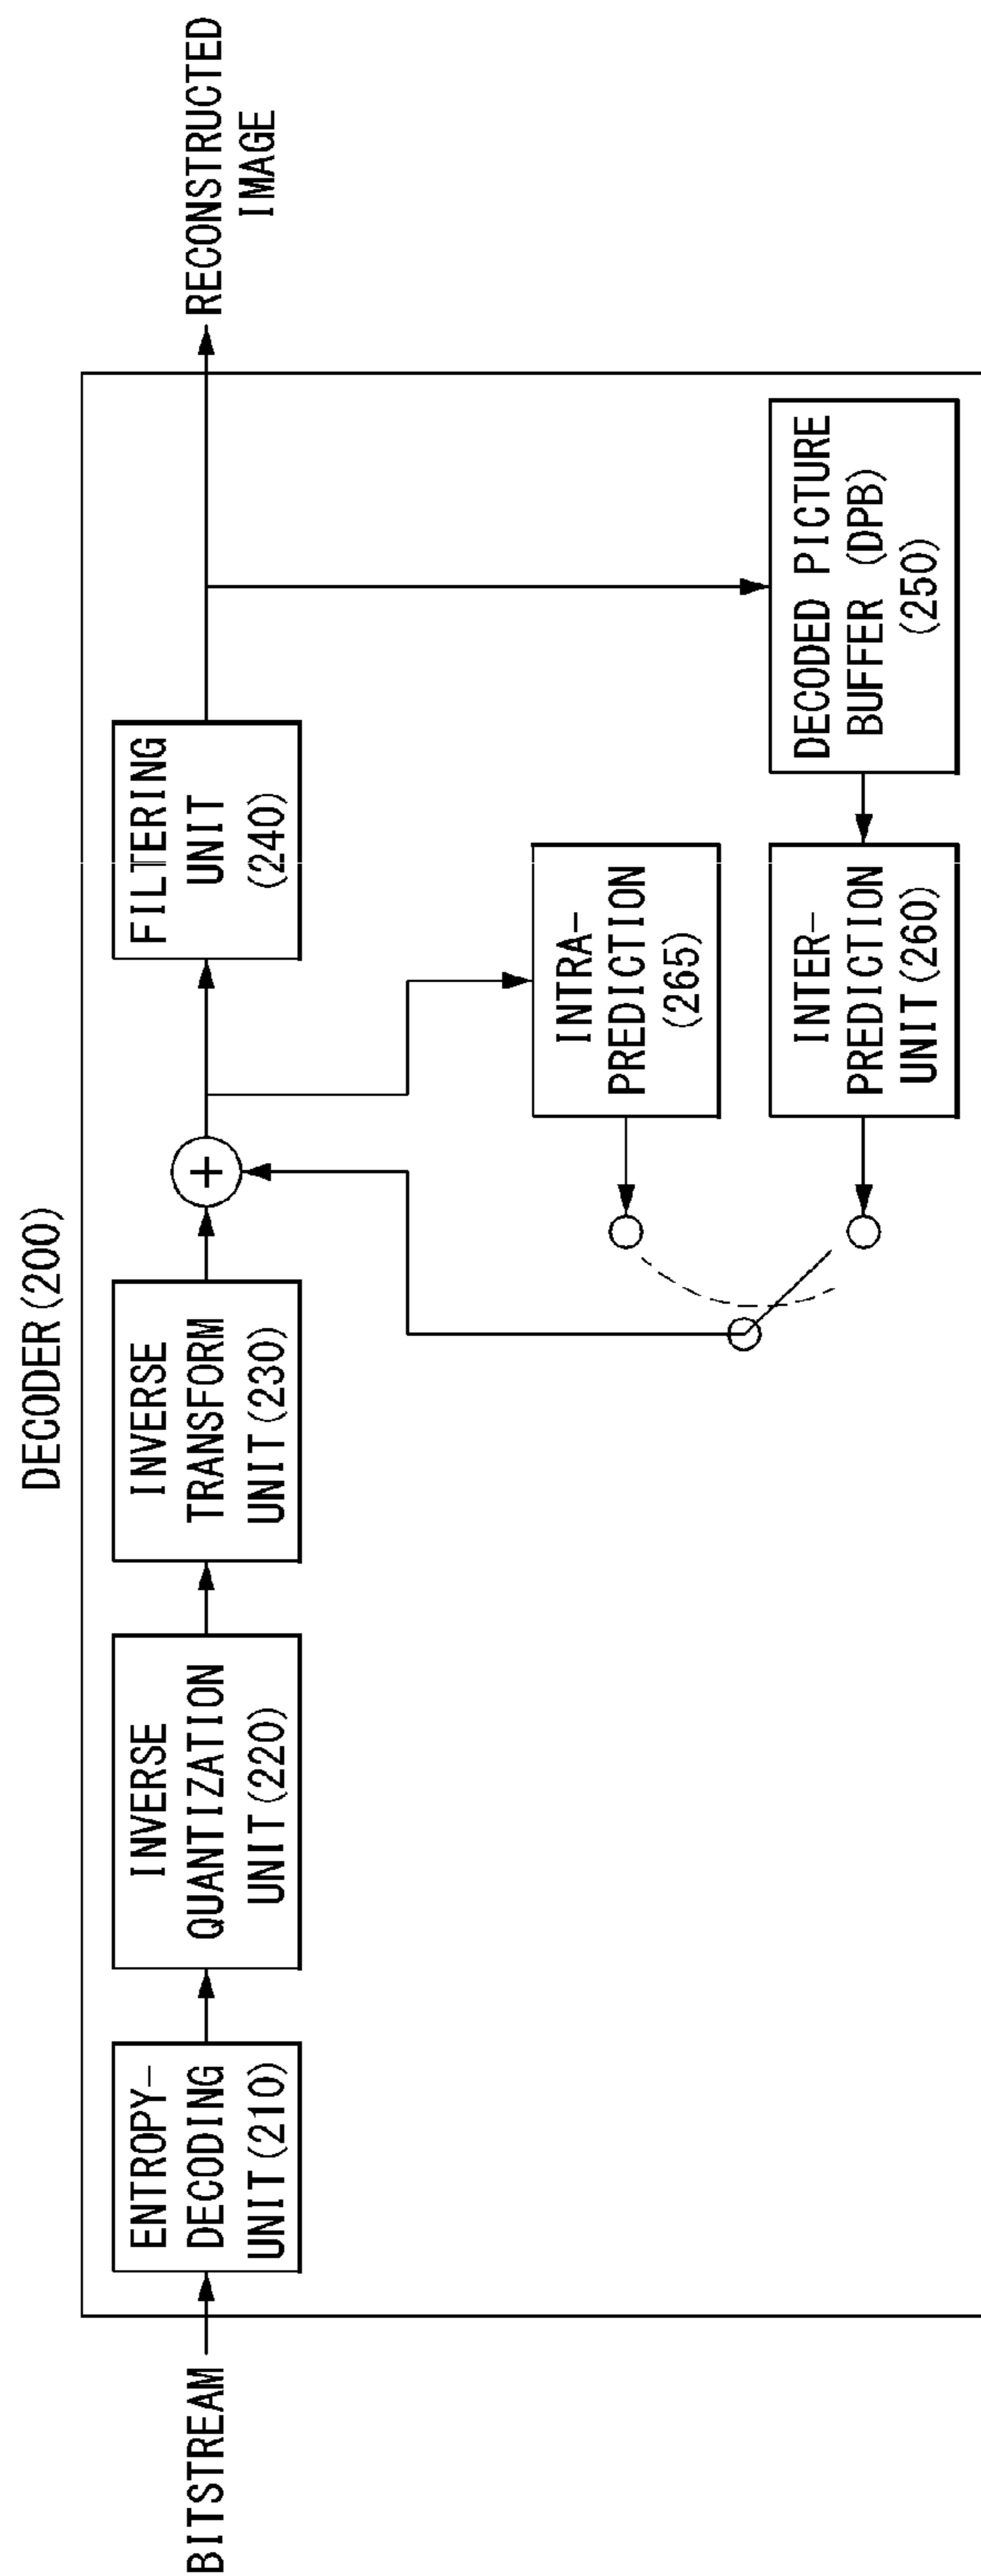 DECODER(200)
BITSTREAM
ENTROPY-
DECODING
UNIT(210)
INVERSE
QUANTIZATION
UNIT(220)
INVERSE
TRANSFORM
UNIT(230)
+
FILTERING
UNIT
(240)
RECONSTRUCTED
IMAGE
INTRA-
PREDICTION
(265)
INTER-
PREDICTION
UNIT(260)
DECODED PICTURE
BUFFER (DPB)
(250)